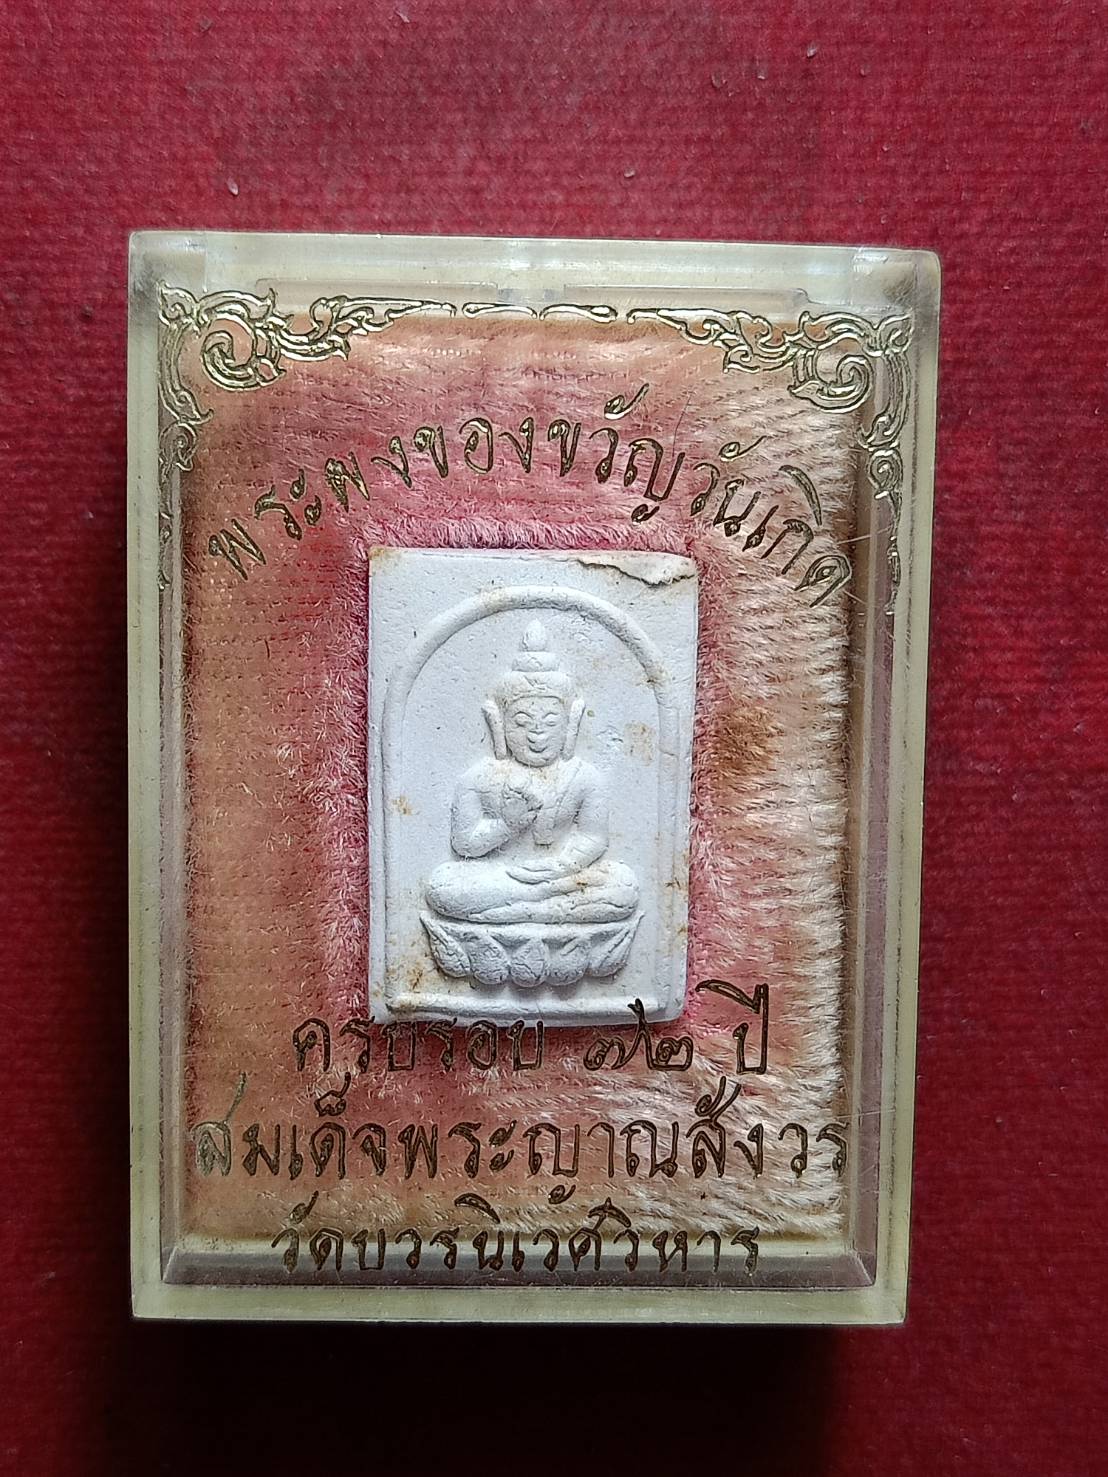 พระผงของขวัญวันเกิด
ครบรอบ ๗๒ ปี
สมเด็จพระญาณสังวร
วัดบวรนิเวศวิหาร